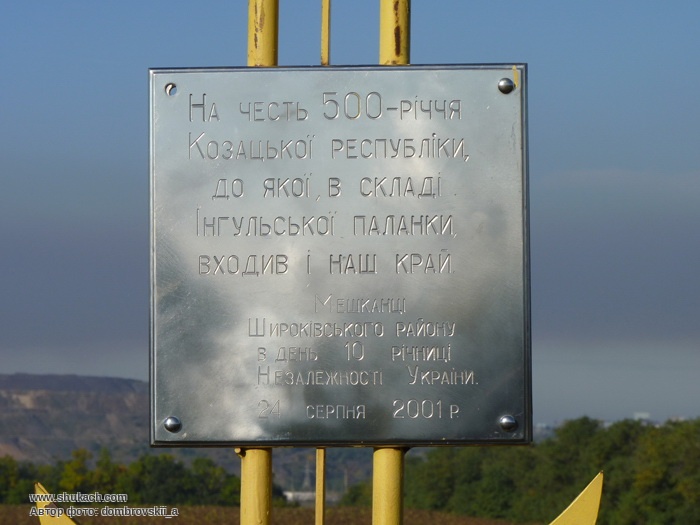 На честь 500-річчя
Козацької республіки,
до якої, в складі
Інгульської паланки,
входив і наш край.
Мешканці
Широківського району
в день 10 річниці
Незалежності України.
24 серпня 2001 р.
www.shukach.com
Автор фото: dombrovskii_a